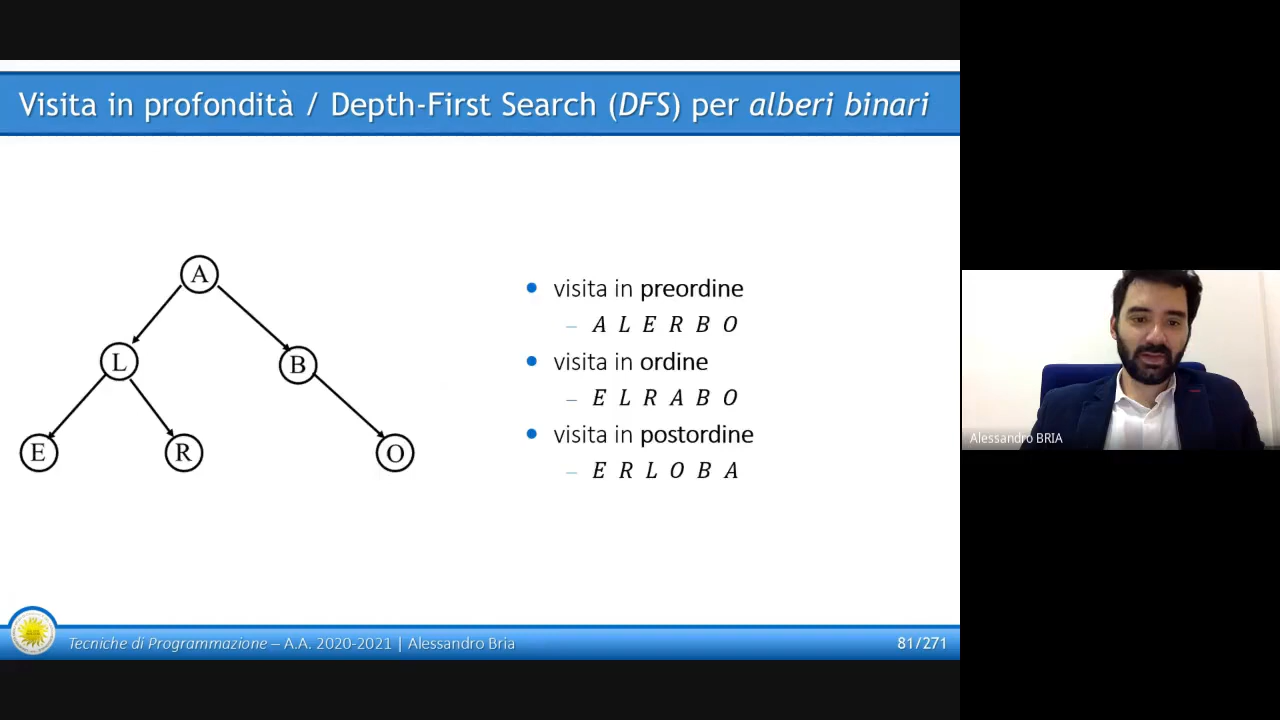 Visita in profondità / Depth-First Search (DFS) per alberi binari
A
L
B
E
R
O
• visita in preordine
– A L E R B O
• visita in ordine
– E L R A B O
• visita in postordine
– E R L O B A
Alessandro BRIA
Tecniche di Programmazione – A.A. 2020-2021 | Alessandro Bria
81/271